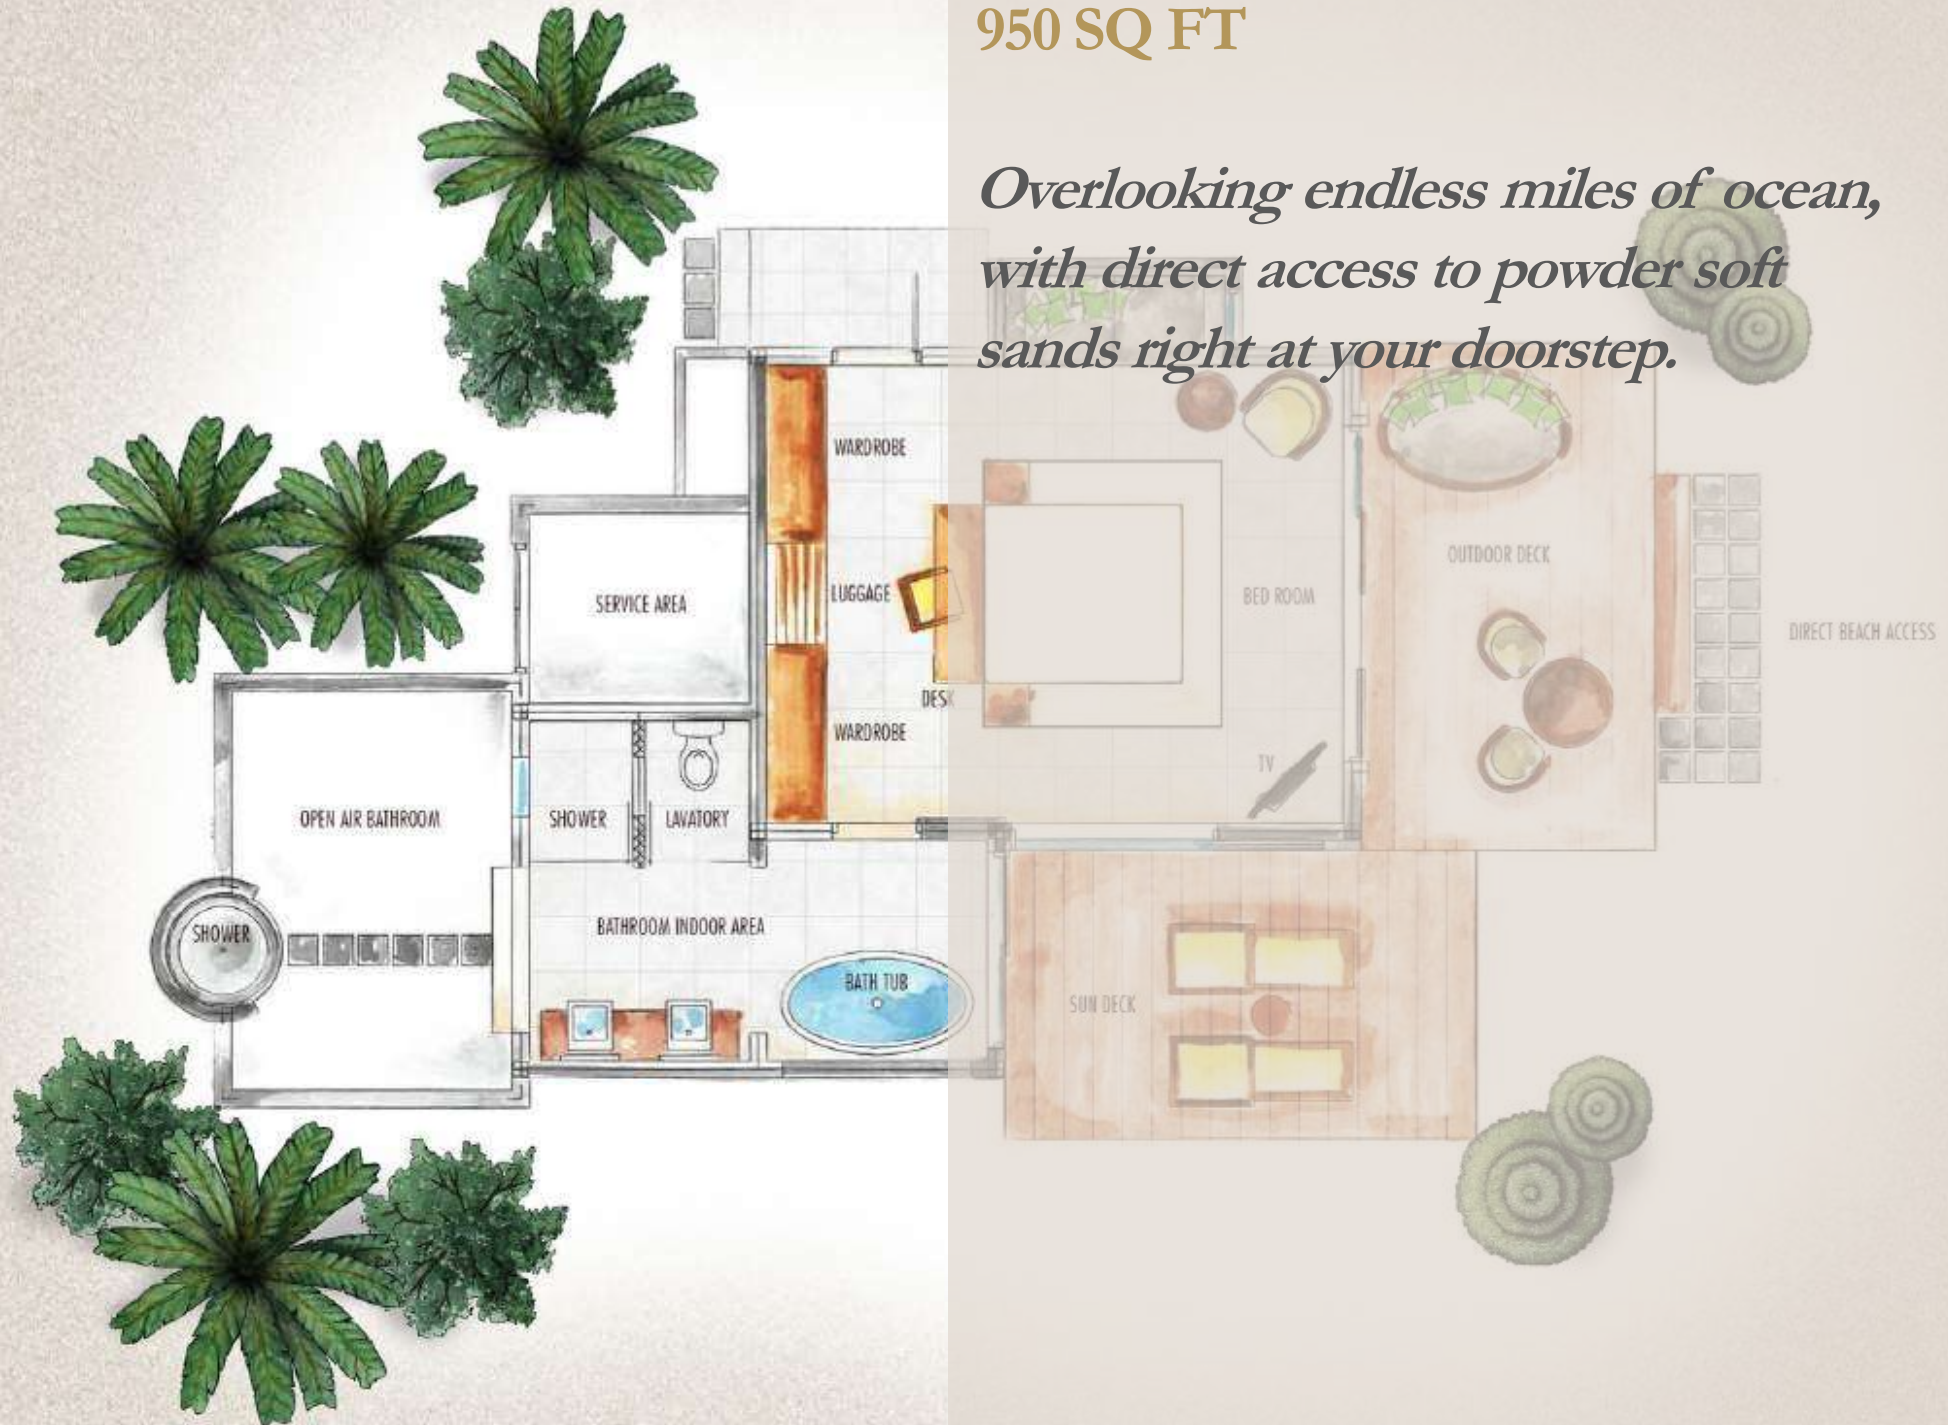 950 SQ FT
Overlooking endless miles of ocean,
with direct access to powder soft
sands right at your doorstep.
WARDROBE
LUGGAGE
SERVICE AREA
DESK
WARDROBE
BED ROOM
OUTDOOR DECK
DIRECT BEACH ACCESS
TV
OPEN AIR BATHROOM
SHOWER
LAVATORY
SHOWER
BATHROOM INDOOR AREA
BATH TUB
SUN DECK